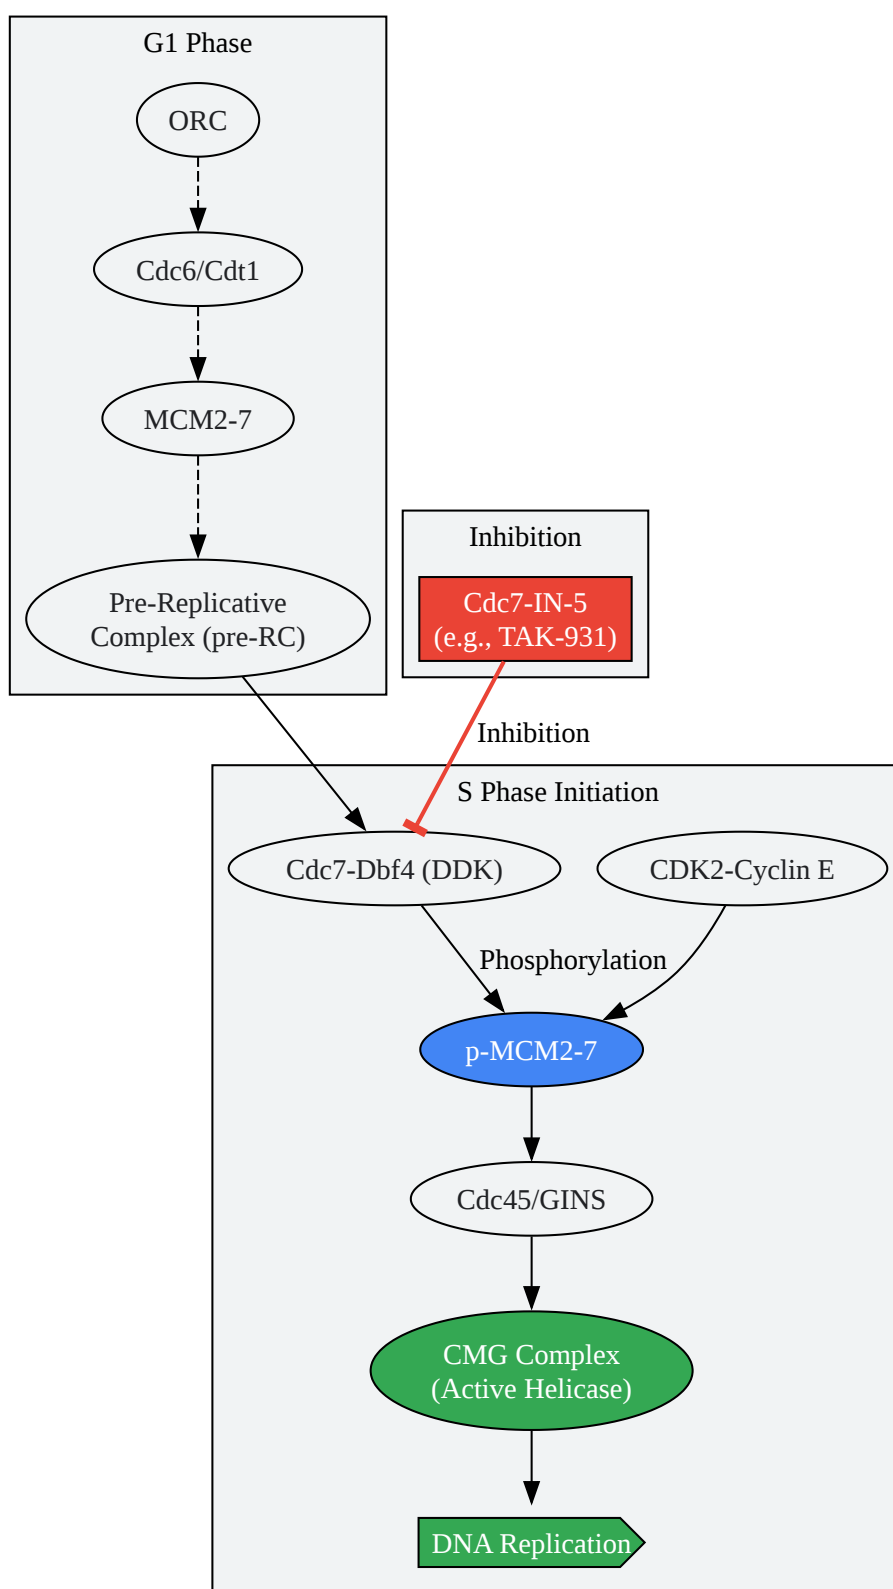 G1 Phase
ORC
Cdc6/Cdt1
MCM2-7
Pre-Replicative
Complex (pre-RC)
Inhibition
Cdc7-IN-5
(e.g., TAK-931)
Inhibition
S Phase Initiation
Cdc7-Dbf4 (DDK)
CDK2-Cyclin E
Phosphorylation
p-MCM2-7
Cdc45/GINS
CMG Complex
(Active Helicase)
DNA Replication